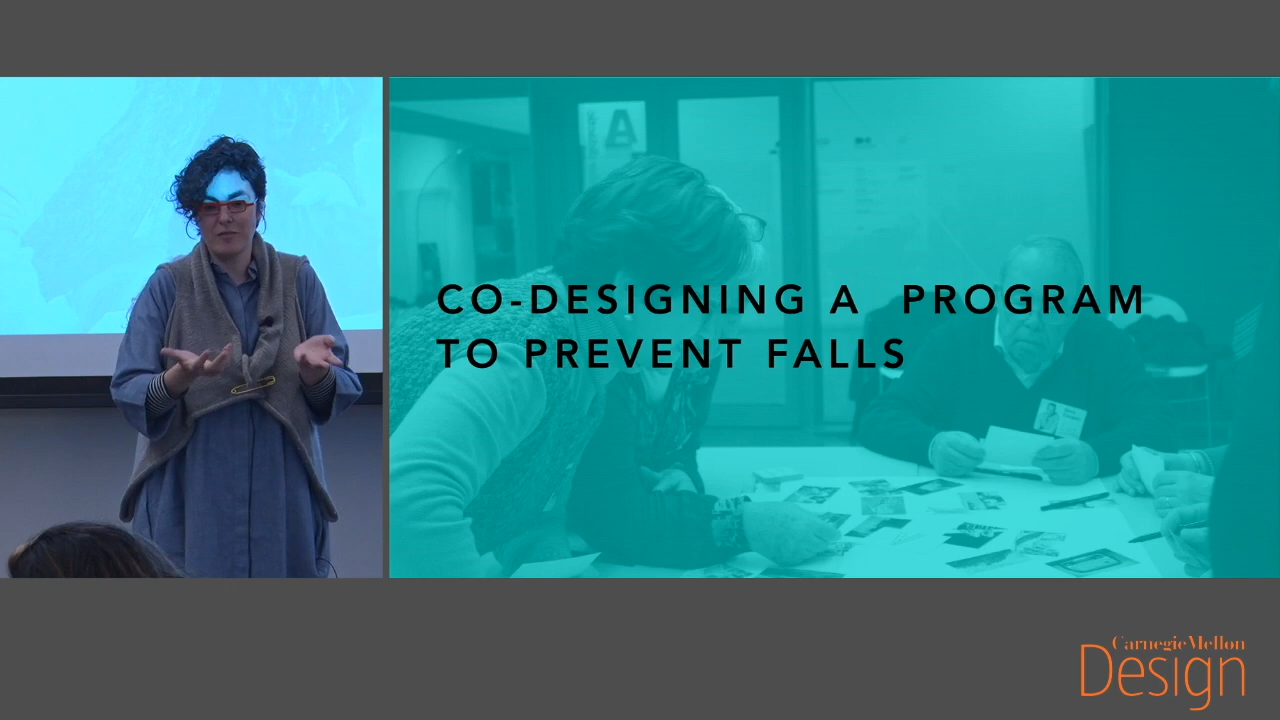 A
CO-DESIGNING A PROGRAM
TO PREVENT FALLS
Carnegie Mellon
Design